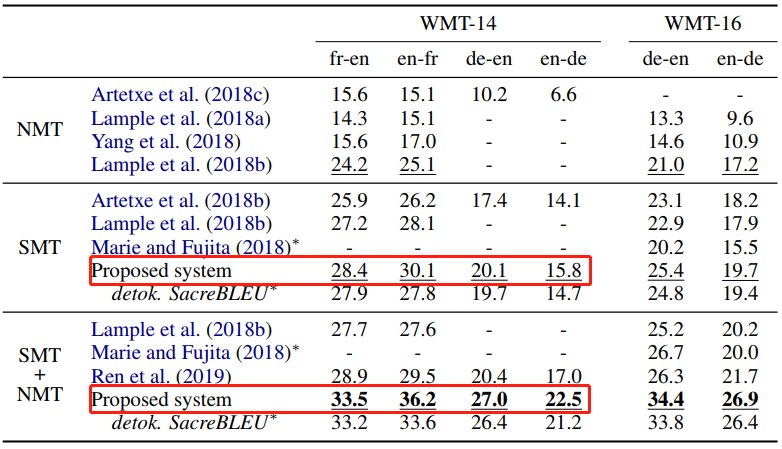 WMT-14 WMT-16
fr-en en-fr de-en en-de de-en en-de
NMT
Artetxe et al. (2018c) 15.6 15.1 10.2 6.6 - -
Lample et al. (2018a) 14.3 15.1 - - 13.3 9.6
Yang et al. (2018) 15.6 17.0 - - 14.6 10.9
Lample et al. (2018b) 24.2 25.1 - - 21.0 17.2
SMT
Artetxe et al. (2018b) 25.9 26.2 17.4 14.1 23.1 18.2
Lample et al. (2018b) 27.2 28.1 - - 22.9 17.9
Marie and Fujita (2018)* - - - - 20.2 15.5
Proposed system 28.4 30.1 20.1 15.8 25.4 19.7
detok. SacreBLEU* 27.9 27.8 19.7 14.7 24.8 19.4
SMT
+
NMT
Lample et al. (2018b) 27.7 27.6 - - 25.2 20.2
Marie and Fujita (2018)* - - - - 26.7 20.0
Ren et al. (2019) 28.9 29.5 20.4 17.0 26.3 21.7
Proposed system 33.5 36.2 27.0 22.5 34.4 26.9
detok. SacreBLEU* 33.2 33.6 26.4 21.2 33.8 26.4